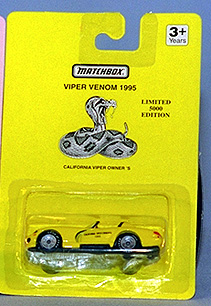 3+
Years
MATCHBOX
VIPER VENOM 1995
LIMITED
5000
EDITION
CALIFORNIA VIPER OWNER 'S